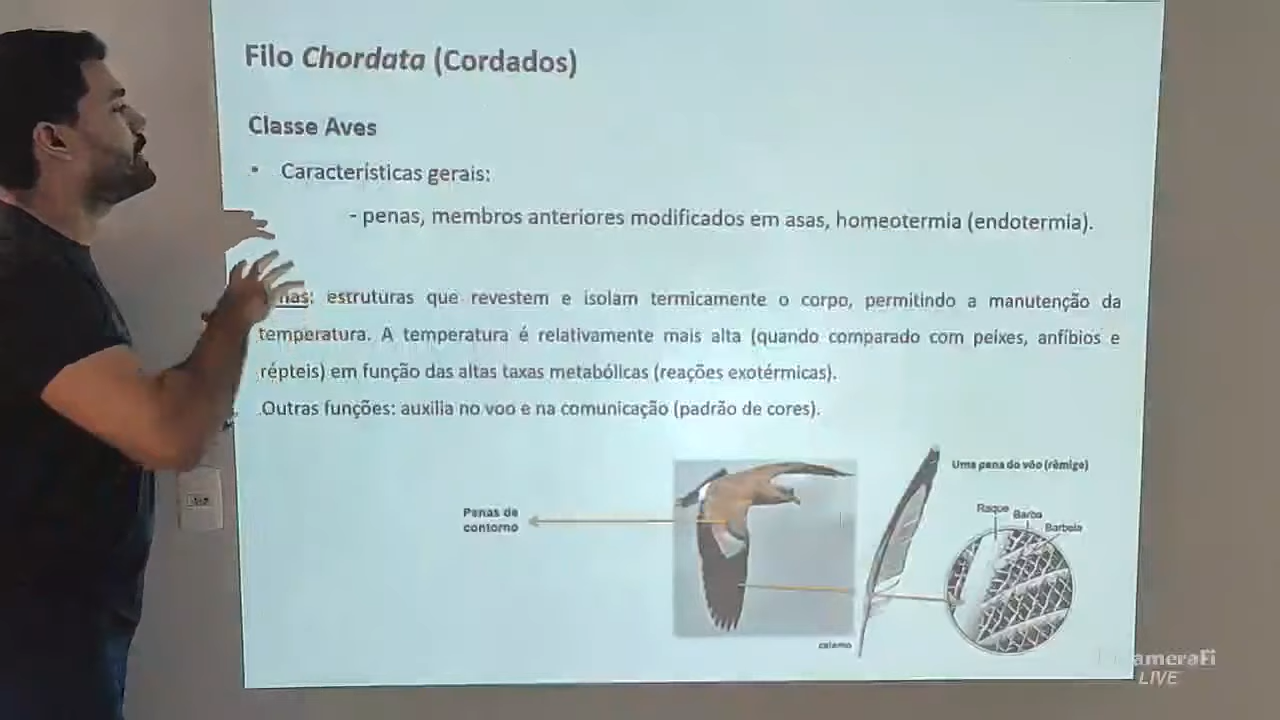 Filo Chordata (Cordados)
Classe Aves
• Características gerais:
- penas, membros anteriores modificados em asas, homeotermia (endotermia).
nas: estruturas que revestem e isolam termicamente o corpo, permitindo a manutenção da
temperatura. A temperatura é relativamente mais alta (quando comparado com peixes, anfíbios e
répteis) em função das altas taxas metabólicas (reações exotérmicas).
Outras funções: auxilia no voo e na comunicação (padrão de cores).
Uma pena do vôo (rêmige)
Penas de
contorno
Raque Barba
Barbela
calamo
ameraFi
LIVE